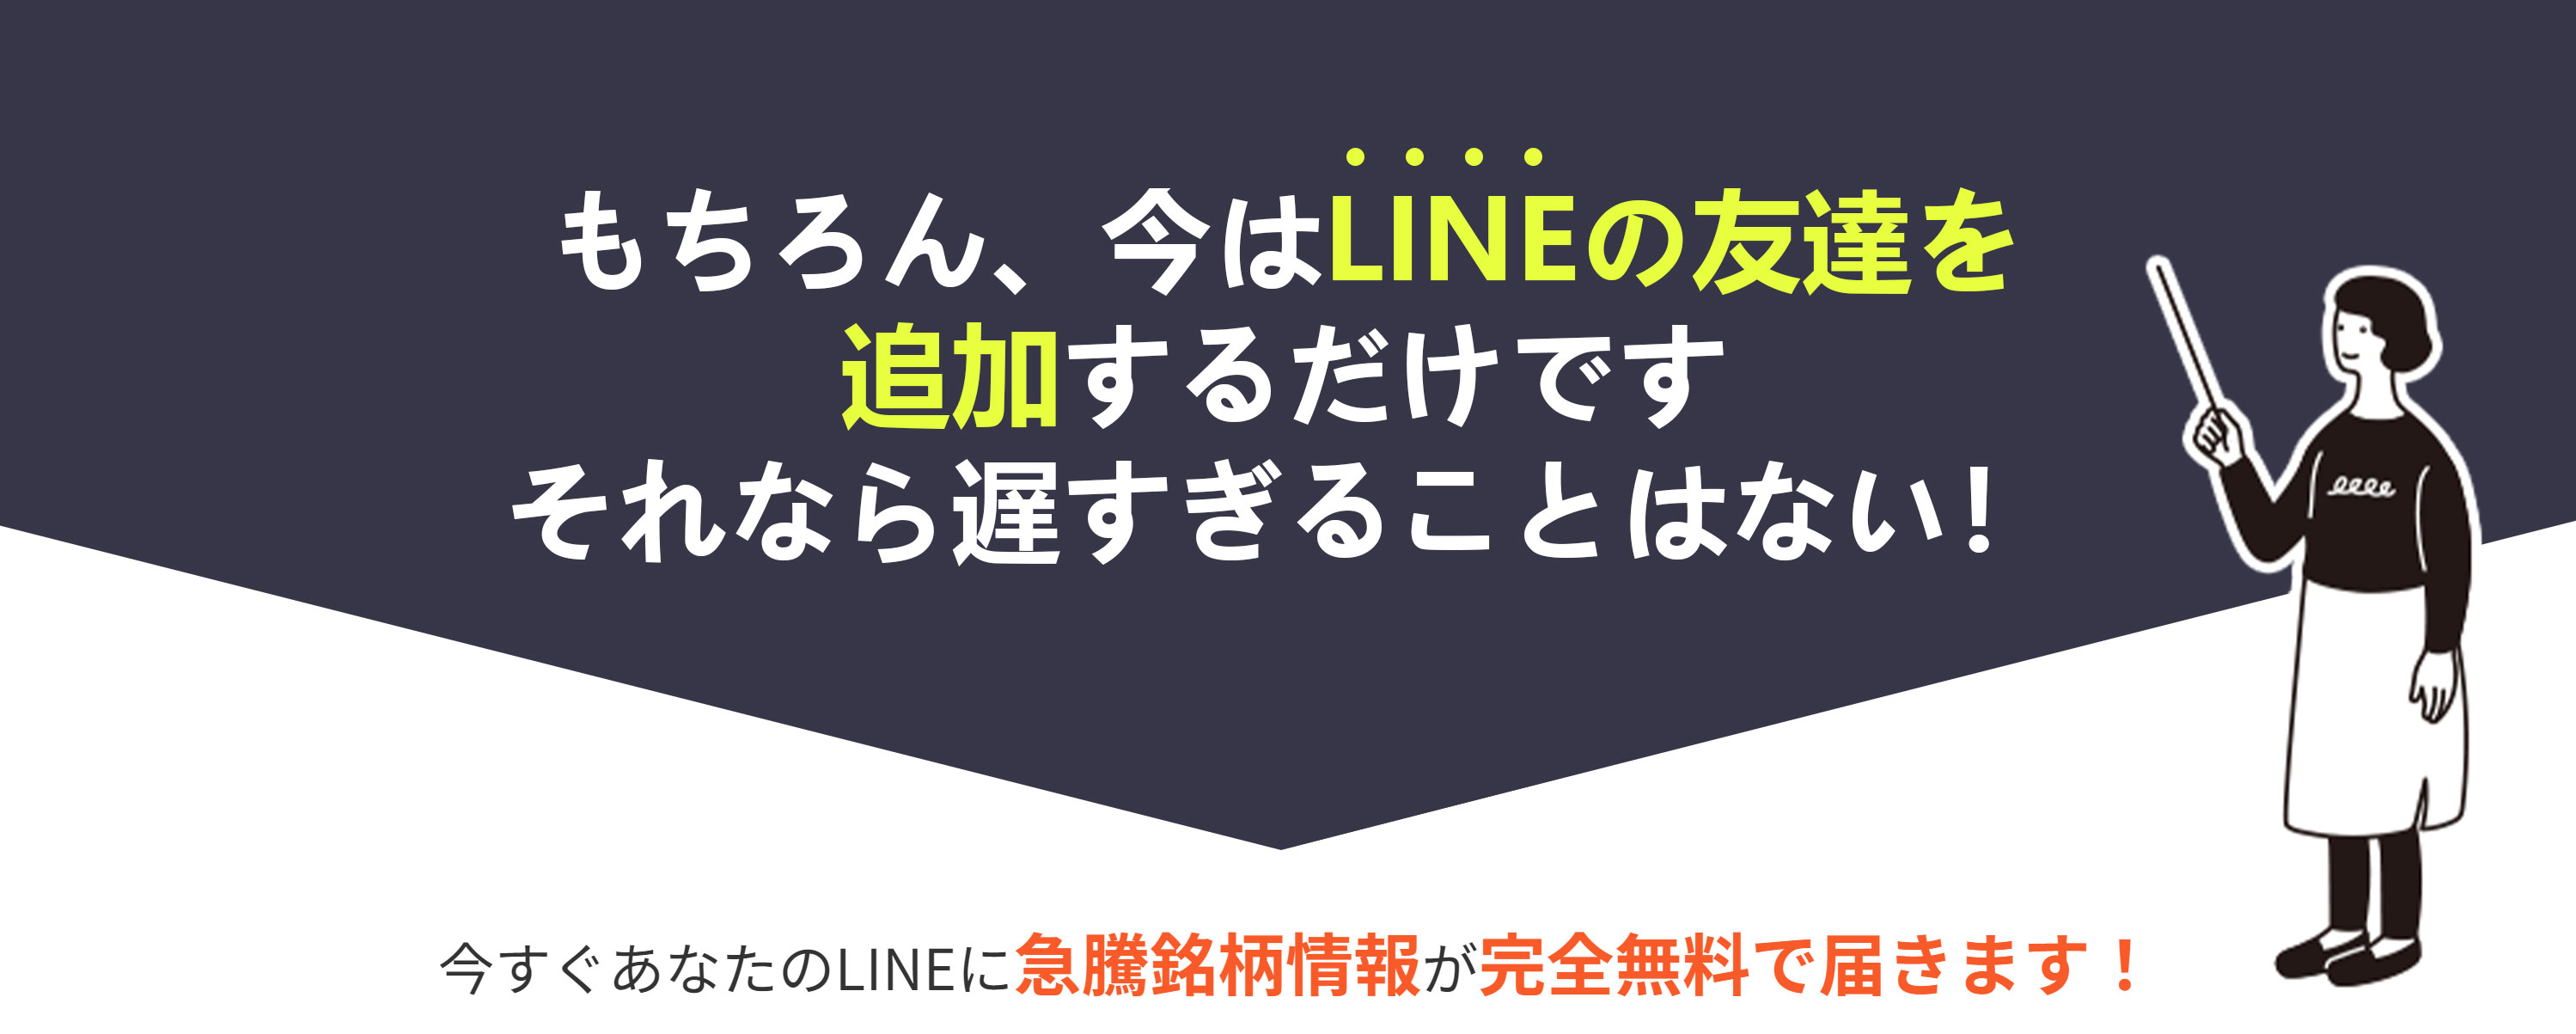 もちろん、今はLINEの友達を
追加するだけです
それなら遅すぎることはない!
今すぐあなたのLINEに急騰銘柄情報が完全無料で届きます！